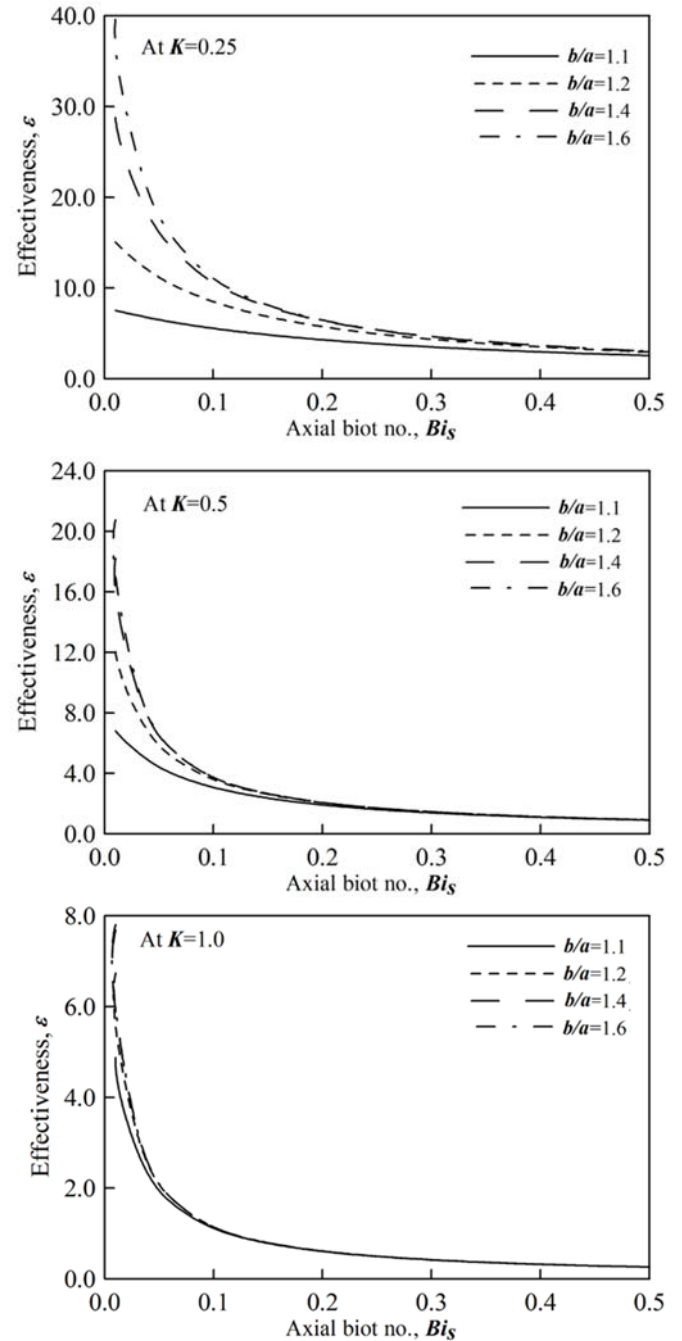 40.0
At K=0.25
b/a=1.1
b/a=1.2
30.0
b/a=1.4
b/a=1.6
Effectiveness, ε
20.0
10.0
0.0
0.0 0.1 0.2 0.3 0.4 0.5
Axial biot no., Bis
24.0
At K=0.5
b/a=1.1
20.0
b/a=1.2
b/a=1.4
16.0
b/a=1.6
Effectiveness, ε
12.0
8.0
4.0
0.0
0.0 0.1 0.2 0.3 0.4 0.5
Axial biot no., Bis
8.0
At K=1.0
b/a=1.1
b/a=1.2
6.0
b/a=1.4
b/a=1.6
Effectiveness, ε
4.0
2.0
0.0
0.0 0.1 0.2 0.3 0.4 0.5
Axial biot no., Bis